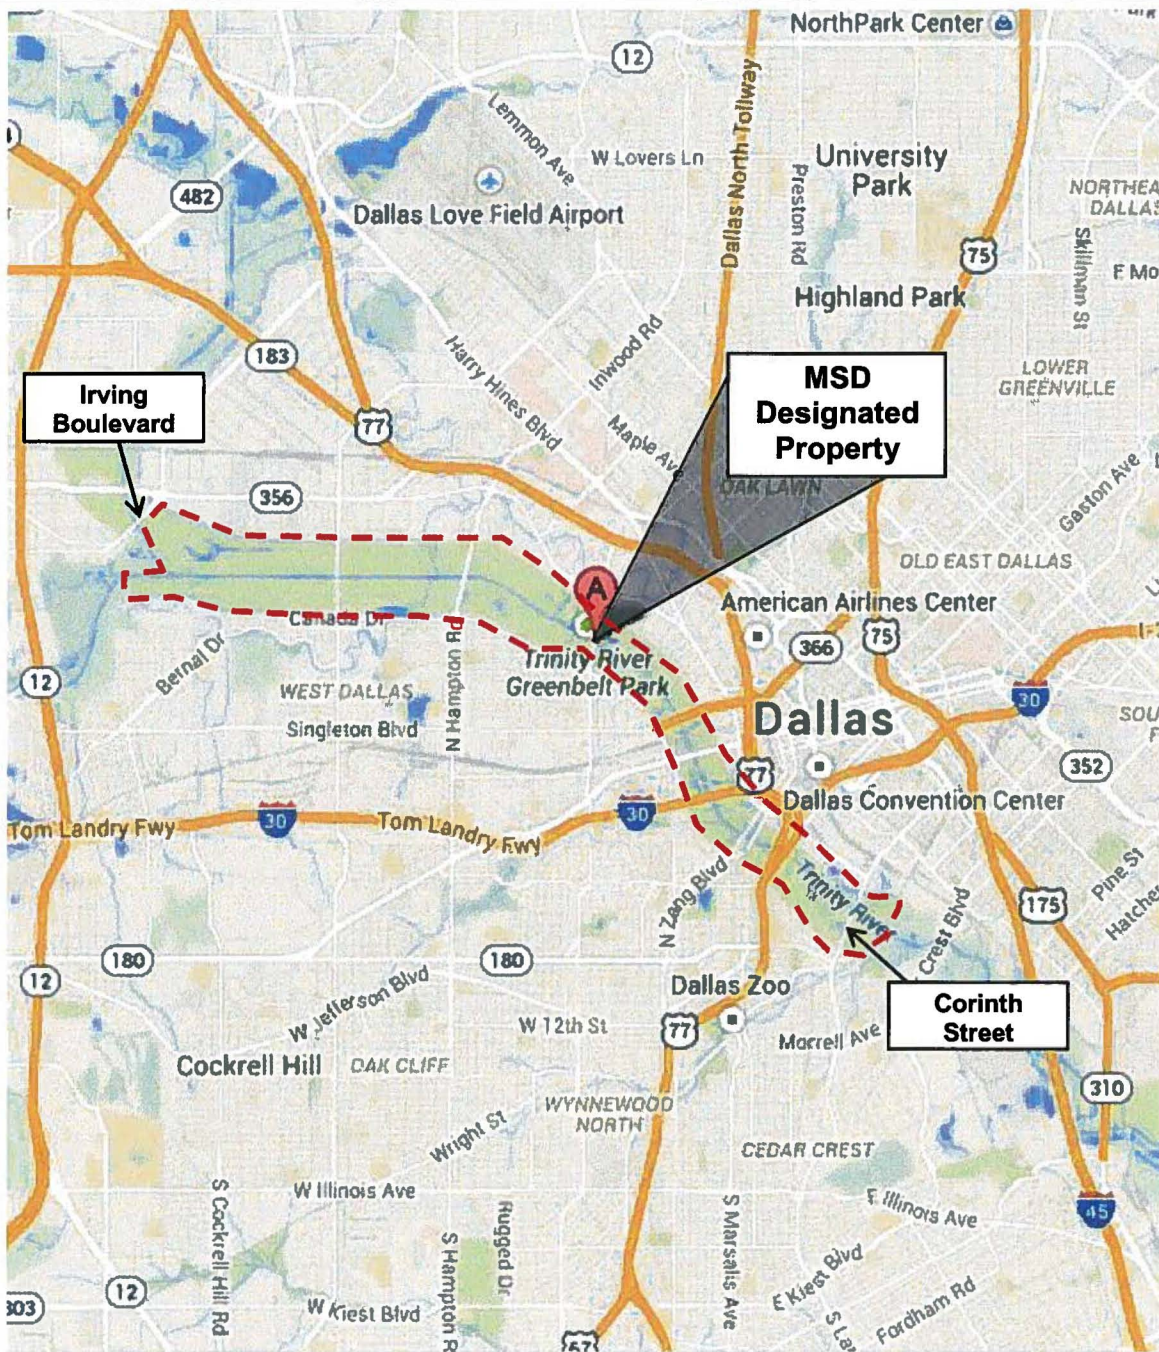 NorthPark Center
12
Lemmon Ave
Dallas North Tollway
W Lovers Ln
University
Park
Preston Rd
482
Dallas Love Field Airport
NORTHEA
DALLAS
75
Skillman St
Highland Park
Inwood Rd
Harry Hines Blvd
183
Irving
Boulevard
MSD
Designated
Property
LOWER
GREENVILLE
77
Maple Ave
OAK LAWN
Gaston Ave
356
OLD EAST DALLAS
A
American Airlines Center
Canada Dr
75
366
Bernal Dr
N Hampton Rd
Trinity River
Greenbelt Park
12
WEST DALLAS
30
Singleton Blvd
Dallas
SOU
77
352
Dallas Convention Center
Tom Landry Fwy
30
Tom Landry Fwy
30
Pine St
Hatche
N Zang Blvd
Trinity River
175
Crest Blvd
180
180
12
W Jefferson Blvd
Dallas Zoo
Corinth
Street
W 12th St
77
Morrell Ave
Cockrell Hill
OAK CLIFF
310
WYNNEWOOD
NORTH
Wright St
CEDAR CREST
W Illinois Ave
E Illinois Ave
45
S Cockrell Hill Rd
S Hampton R
Rugged Dr
S Marsalis Ave
E Kiest Blvd
12
303
W Kiest Blvd
Fordham Rd
67